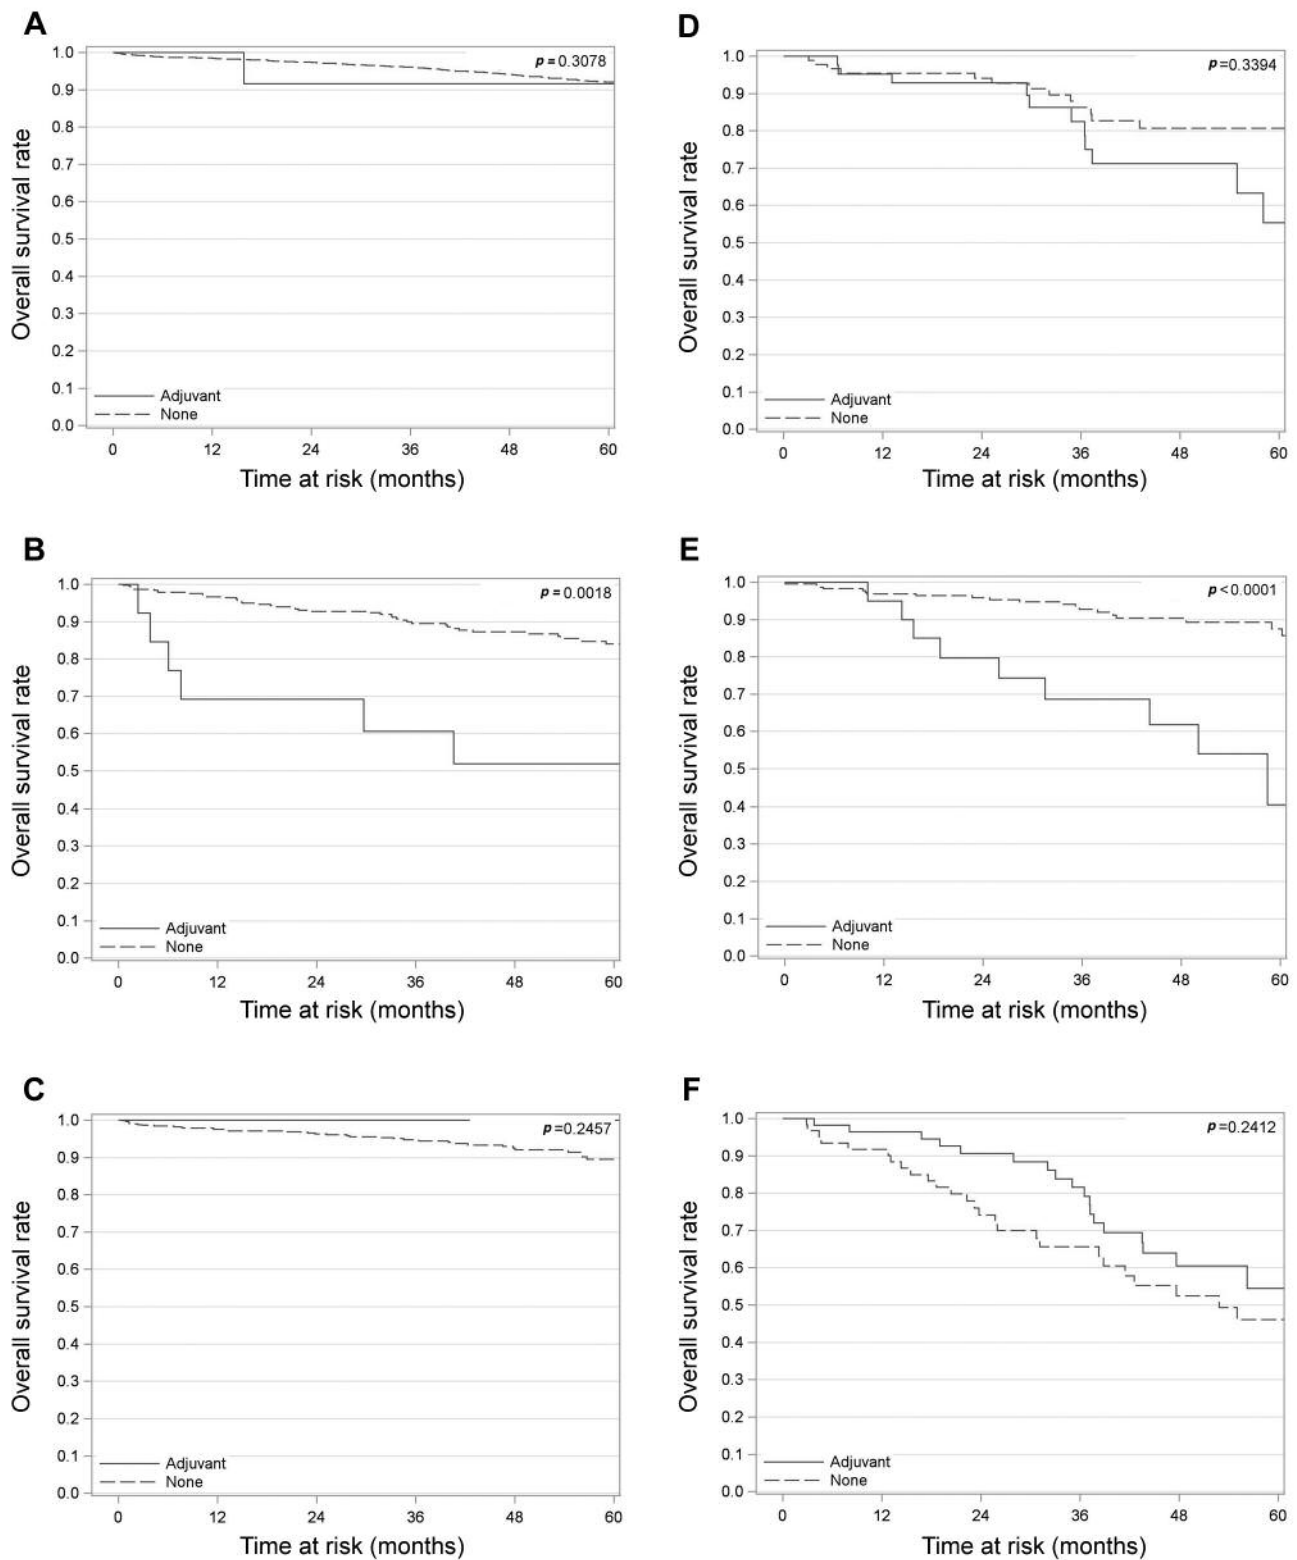 A
Overall survival rate
1.0
0.9
0.8
0.7
0.6
0.5
0.4
0.3
0.2
0.1
0.0
p = 0.3078
Adjuvant
None
0 12 24 36 48 60
Time at risk (months)
D
Overall survival rate
1.0
0.9
0.8
0.7
0.6
0.5
0.4
0.3
0.2
0.1
0.0
p =0.3394
Adjuvant
None
0 12 24 36 48 60
Time at risk (months)
B
Overall survival rate
1.0
0.9
0.8
0.7
0.6
0.5
0.4
0.3
0.2
0.1
0.0
p = 0.0018
Adjuvant
None
0 12 24 36 48 60
Time at risk (months)
E
Overall survival rate
1.0
0.9
0.8
0.7
0.6
0.5
0.4
0.3
0.2
0.1
0.0
p <0.0001
Adjuvant
None
0 12 24 36 48 60
Time at risk (months)
C
Overall survival rate
1.0
0.9
0.8
0.7
0.6
0.5
0.4
0.3
0.2
0.1
0.0
p =0.2457
Adjuvant
None
0 12 24 36 48 60
Time at risk (months)
F
Overall survival rate
1.0
0.9
0.8
0.7
0.6
0.5
0.4
0.3
0.2
0.1
0.0
p =0.2412
Adjuvant
None
0 12 24 36 48 60
Time at risk (months)